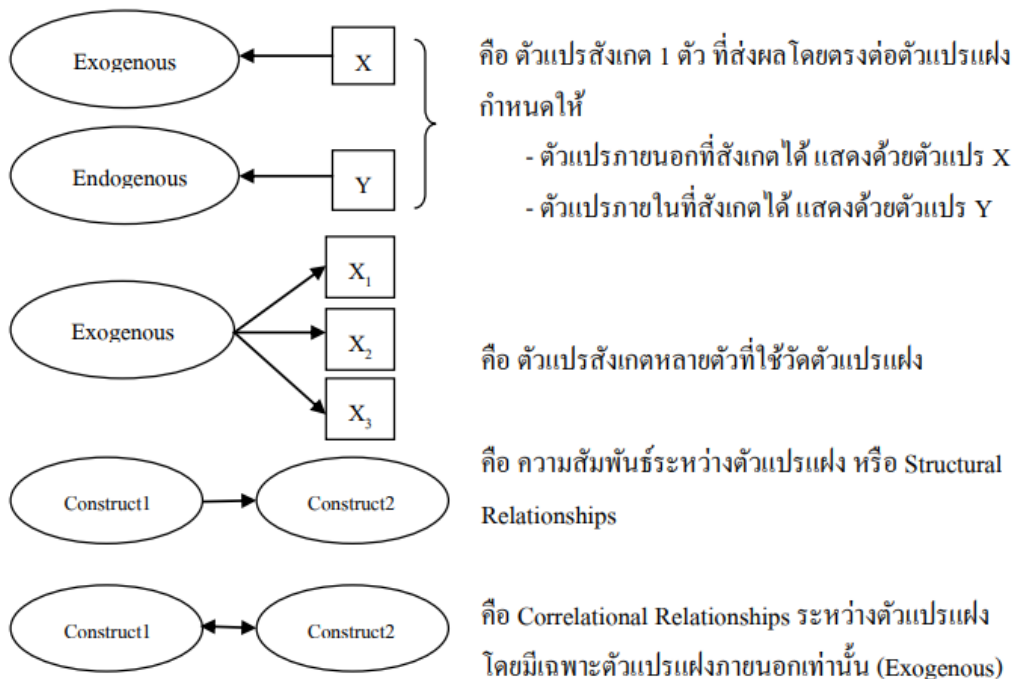 Exogenous
X
คือ ตัวแปรสังเกต 1 ตัว ที่ส่งผลโดยตรงต่อตัวแปรแฝง
กำหนดให้
- ตัวแปรภายนอกที่สังเกตได้ แสดงด้วยตัวแปร X
Endogenous
Y
- ตัวแปรภายในที่สังเกตได้ แสดงด้วยตัวแปร Y
Exogenous
X1
X2
X3
คือ ตัวแปรสังเกตหลายตัวที่ใช้วัดตัวแปรแฝง
Construct1
Construct2
คือ ความสัมพันธ์ระหว่างตัวแปรแฝง หรือ Structural
Relationships
Construct1
Construct2
คือ Correlational Relationships ระหว่างตัวแปรแฝง
โดยมีเฉพาะตัวแปรแฝงภายนอกเท่านั้น (Exogenous)